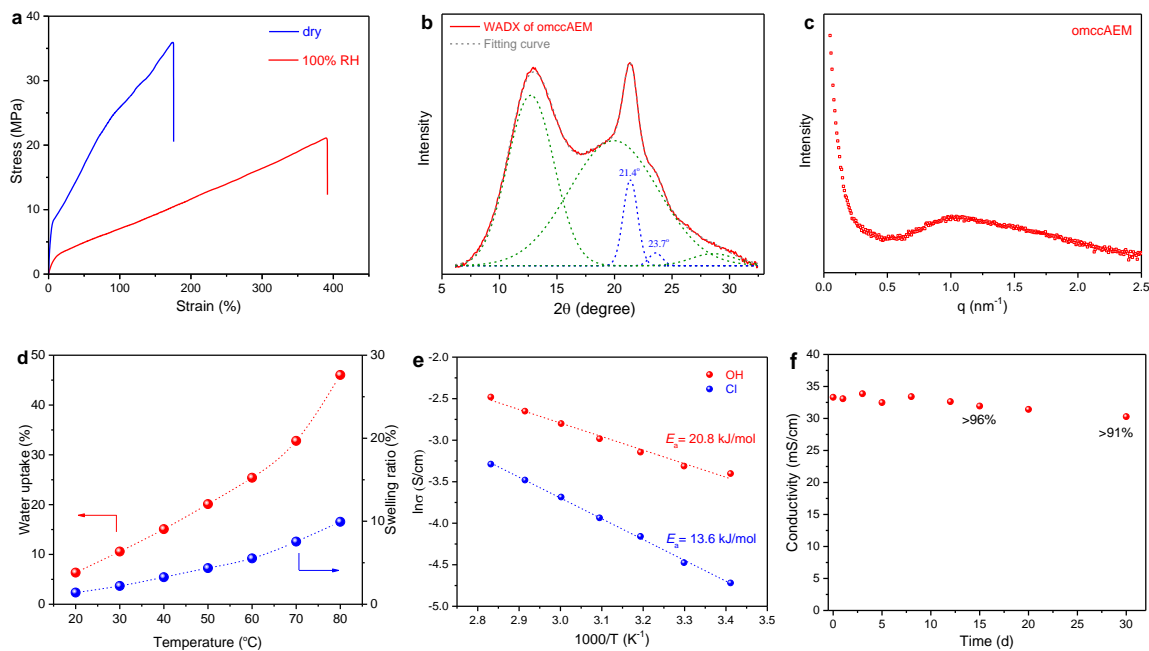 a
dry
100% RH
40
30
20
10
0
0
100
200
300
400
Stress (MPa)
Strain (%)
b
WADX of omccAEM
Fitting curve
21.4°
23.7°
Intensity
5
10
15
20
25
30
2θ (degree)
c
omccAEM
Intensity
0.0
0.5
1.0
1.5
2.0
2.5
q (nm⁻¹)
d
50
40
30
20
10
0
30
20
10
0
20
30
40
50
60
70
80
Water uptake (%)
Swelling ratio (%)
Temperature (°C)
e
OH
Cl
Eₐ= 20.8 kJ/mol
Eₐ= 13.6 kJ/mol
-2.0
-2.5
-3.0
-3.5
-4.0
-4.5
-5.0
2.7
2.8
2.9
3.0
3.1
3.2
3.3
3.4
3.5
lnσ (S/cm)
1000/T (K⁻¹)
f
>96%
>91%
40
35
30
25
20
15
10
5
0
0
5
10
15
20
25
30
Conductivity (mS/cm)
Time (d)